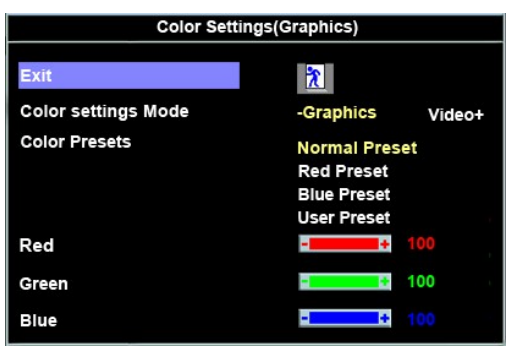 Color Settings(Graphics)
Exit
Color settings Mode -Graphics Video+
Color Presets Normal Preset
Red Preset
Blue Preset
User Preset
Red - + 100
Green - + 100
Blue - + 100